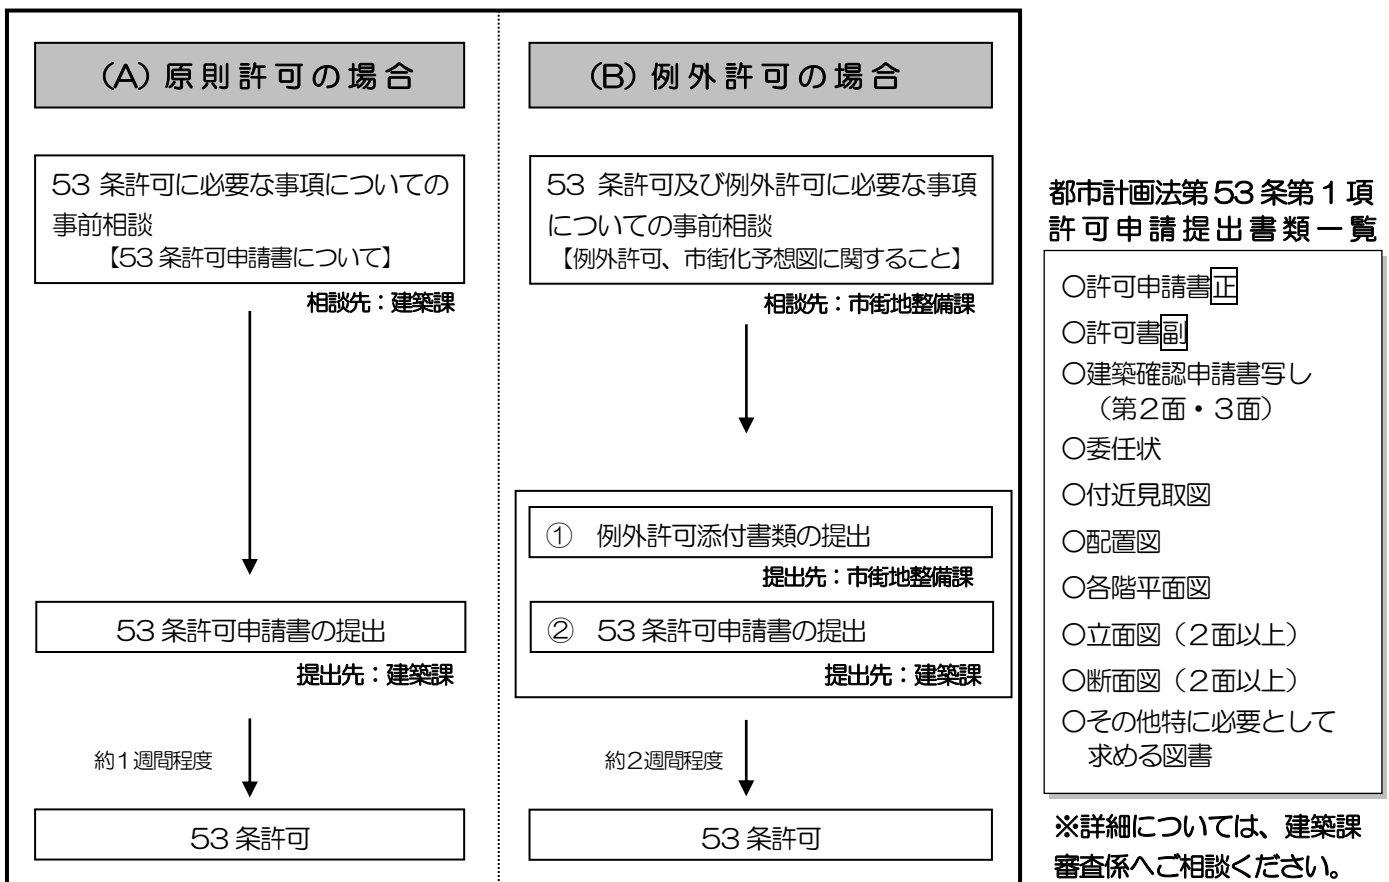 (A) 原則許可の場合
53 条許可に必要な事項についての
事前相談
【53 条許可申請書について】
相談先：建築課
53 条許可申請書の提出
提出先：建築課
約1週間程度
53 条許可
(B) 例外許可の場合
53 条許可及び例外許可に必要な事項
についての事前相談
【例外許可、市街化予想図に関すること】
相談先：市街地整備課
① 例外許可添付書類の提出
提出先：市街地整備課
② 53 条許可申請書の提出
提出先：建築課
約2週間程度
53 条許可
都市計画法第 53 条第 1 項
許可申請提出書類一覧
○許可申請書正
○許可書副
○建築確認申請書写し
（第2面・3面）
○委任状
○付近見取図
○配置図
○各階平面図
○立面図（2面以上）
○断面図（2面以上）
○その他特に必要として
求める図書
※詳細については、建築課
審査係へご相談ください。